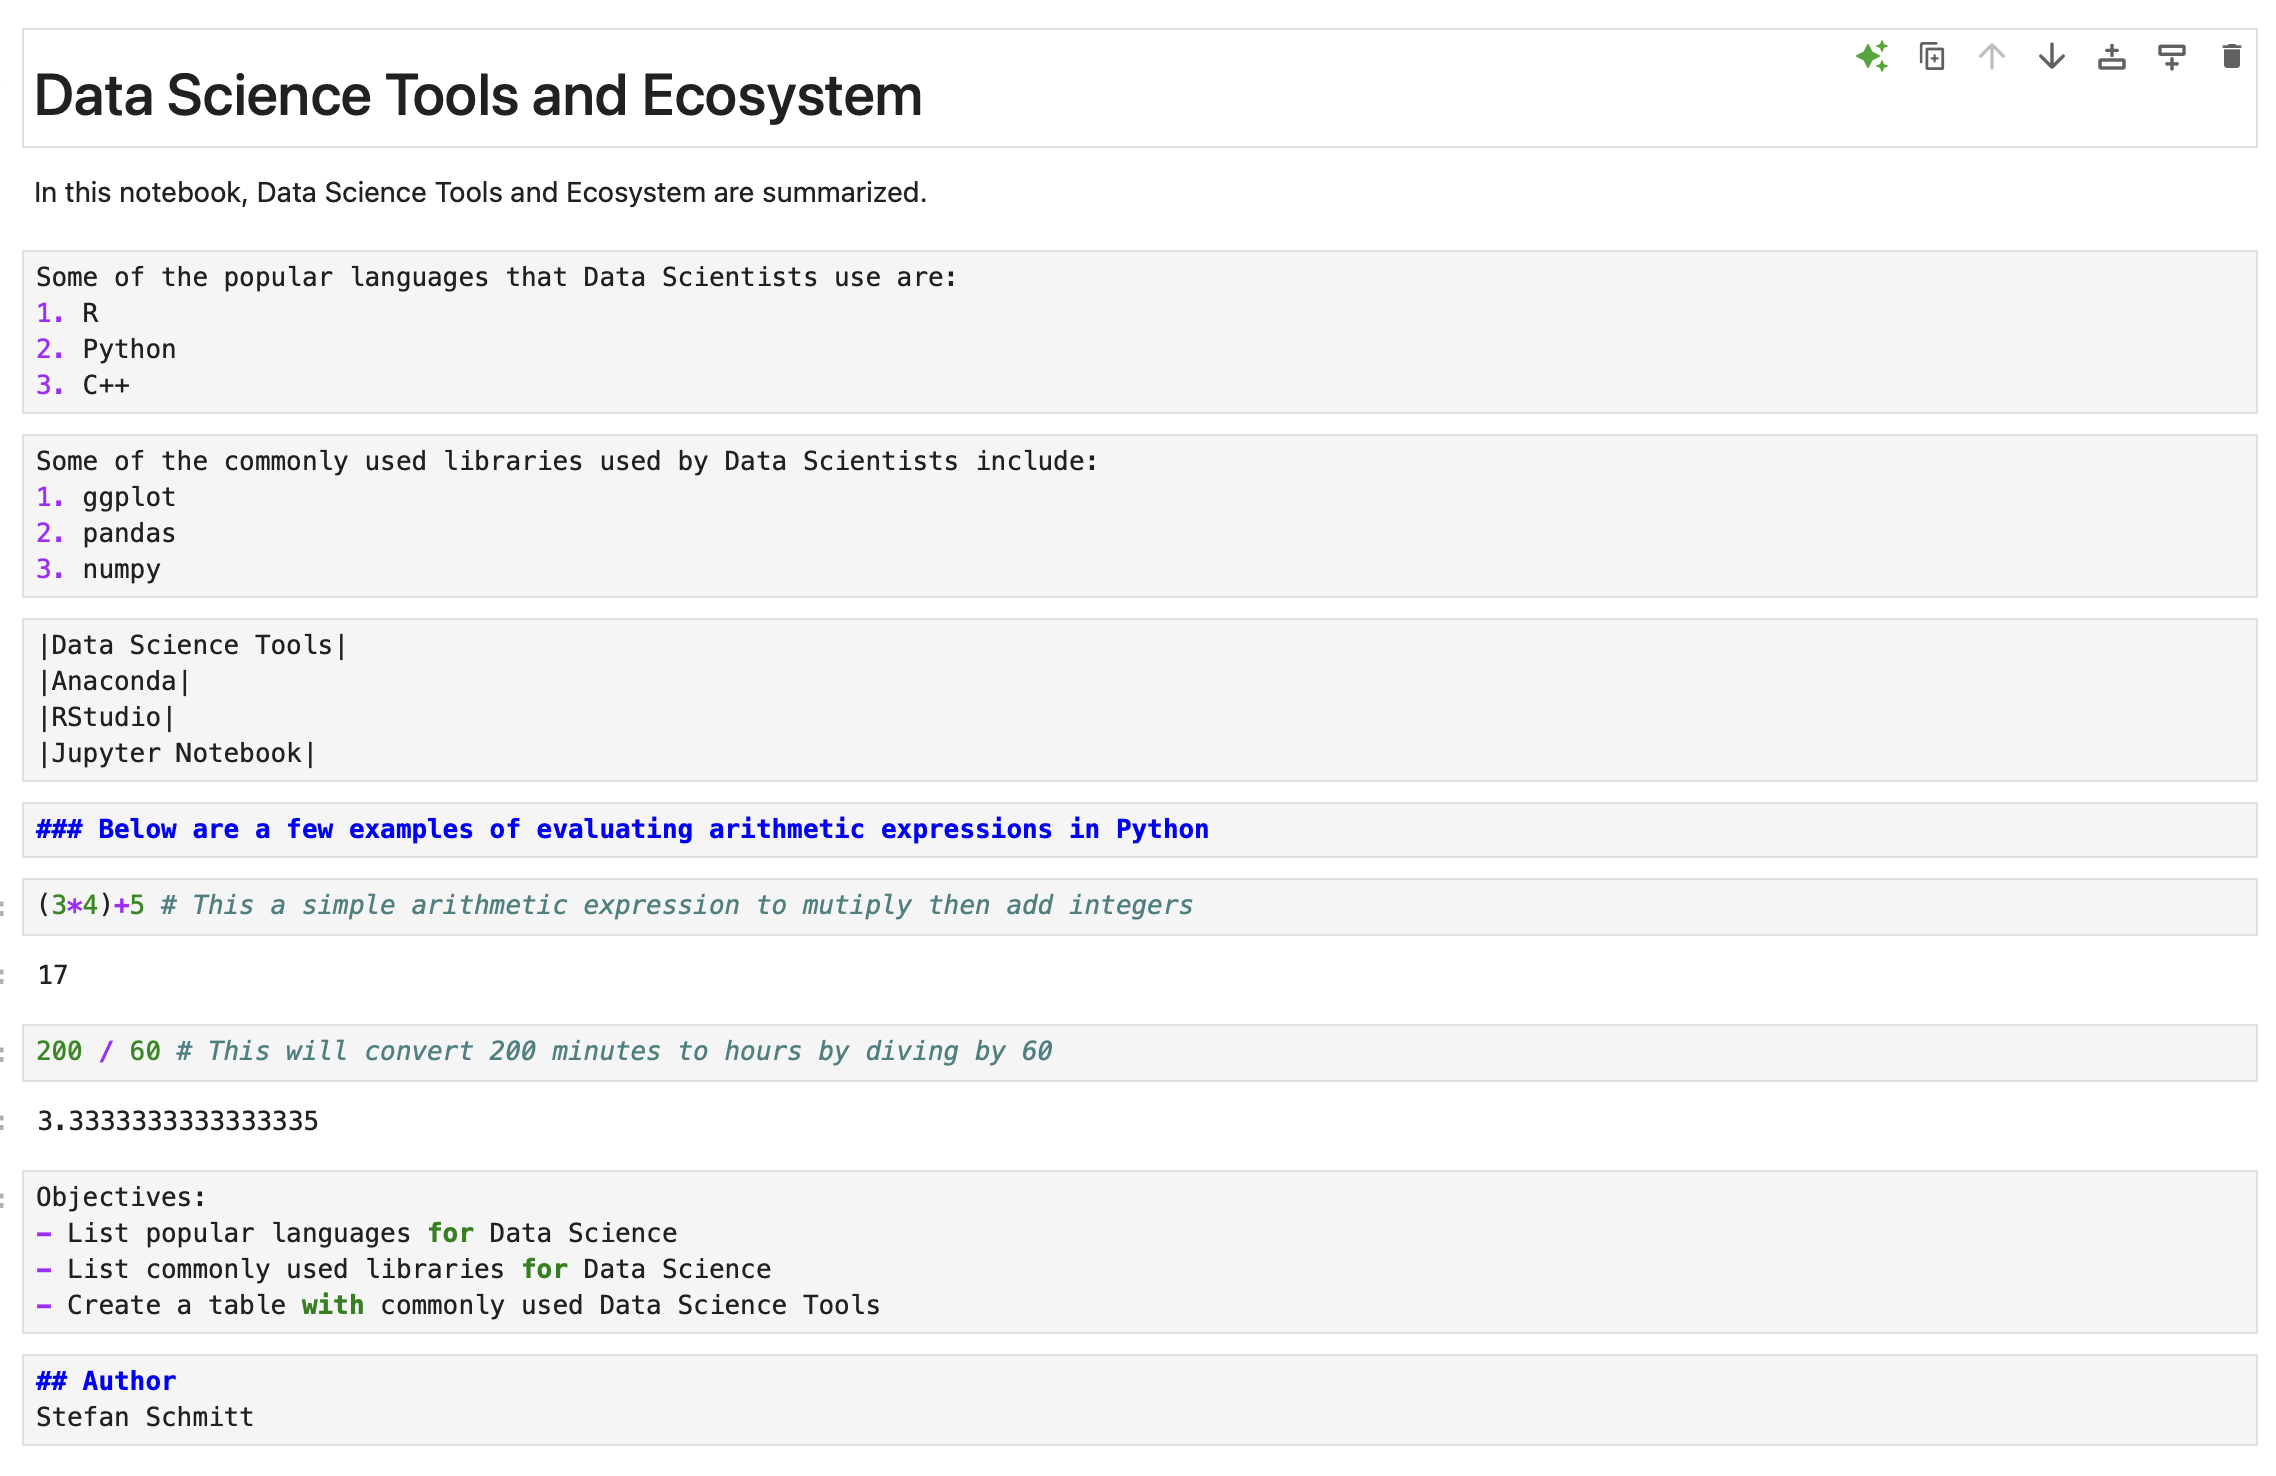 Data Science Tools and Ecosystem
In this notebook, Data Science Tools and Ecosystem are summarized.
Some of the popular languages that Data Scientists use are:
1. R
2. Python
3. C++
Some of the commonly used libraries used by Data Scientists include:
1. ggplot
2. pandas
3. numpy
|Data Science Tools|
|Anaconda|
|RStudio|
|Jupyter Notebook|
### Below are a few examples of evaluating arithmetic expressions in Python
(3*4)+5 # This a simple arithmetic expression to mutiply then add integers
17
200 / 60 # This will convert 200 minutes to hours by diving by 60
3.3333333333333335
Objectives:
- List popular languages for Data Science
- List commonly used libraries for Data Science
- Create a table with commonly used Data Science Tools
## Author
Stefan Schmitt